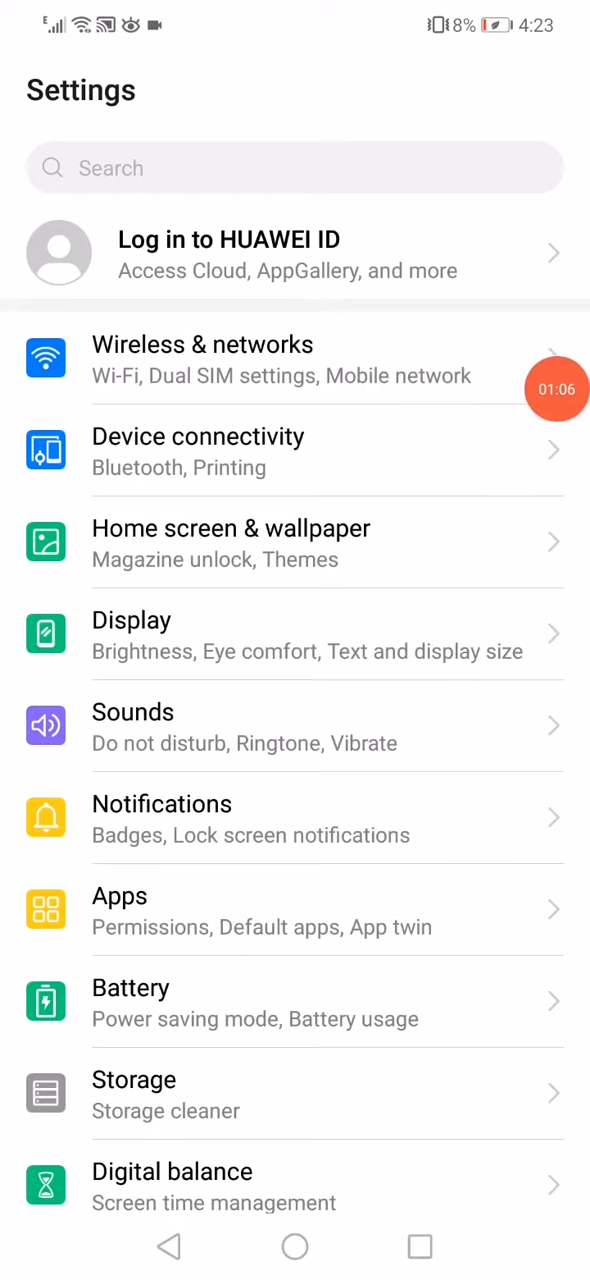 E 8% 4:23
Settings
Search
Log in to HUAWEI ID
Access Cloud, AppGallery, and more
Wireless & networks
Wi-Fi, Dual SIM settings, Mobile network
01:06
Device connectivity
Bluetooth, Printing
Home screen & wallpaper
Magazine unlock, Themes
Display
Brightness, Eye comfort, Text and display size
Sounds
Do not disturb, Ringtone, Vibrate
Notifications
Badges, Lock screen notifications
Apps
Permissions, Default apps, App twin
Battery
Power saving mode, Battery usage
Storage
Storage cleaner
Digital balance
Screen time management